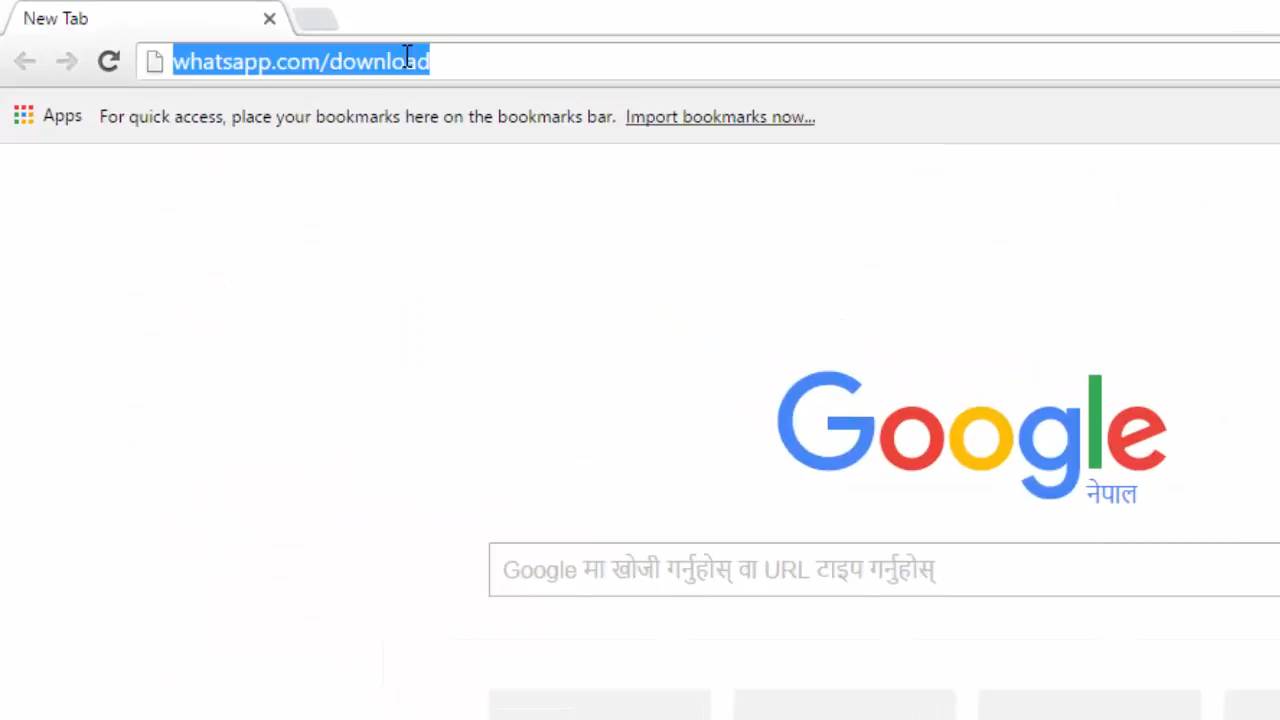 New Tab
whatsapp.com/download
Apps For quick access, place your bookmarks here on the bookmarks bar. Import bookmarks now...
Google
नेपाल
Google मा खोजी गर्नुहोस् वा URL टाइप गर्नुहोस्